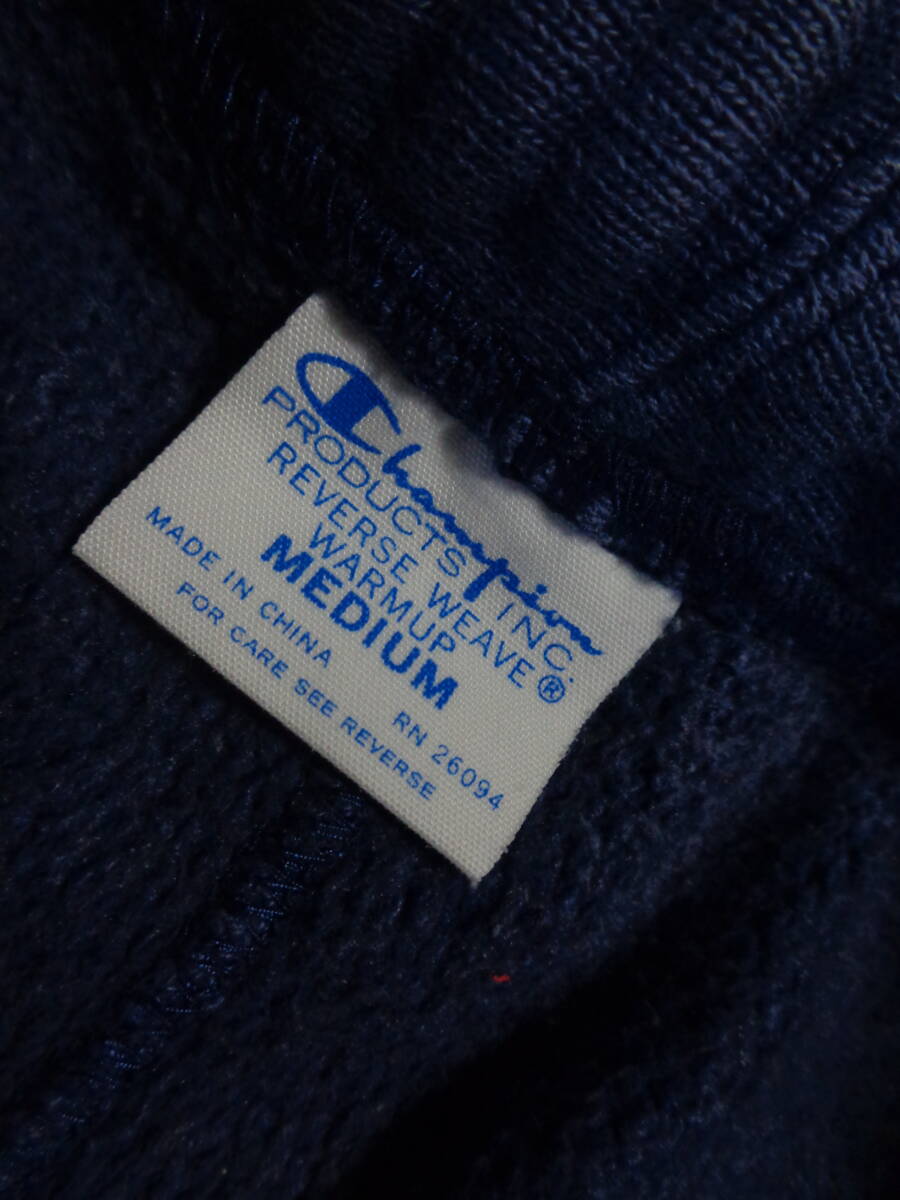 Champion
PRODUCTS INC.
REVERSE WEAVE®
WARMUP
MEDIUM
MADE IN CHINA RN 26094
FOR CARE SEE REVERSE